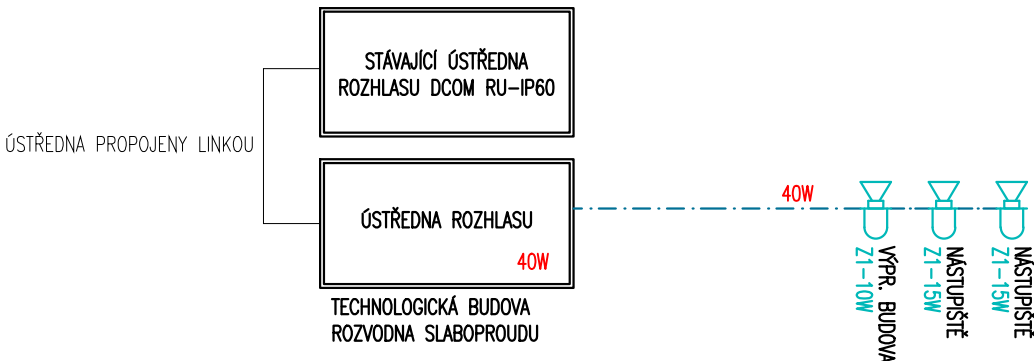 STÁVAJÍCÍ ÚSTŘEDNA
ROZHLASU DCOM RU-IP60
ÚSTŘEDNA PROPOJENY LINKOU
ÚSTŘEDNA ROZHLASU
40W
TECHNOLOGICKÁ BUDOVA
ROZVODNA SLABOPROUDU
40W
VÝPR. BUDOVA
Z1-10W
NÁSTUPIŠTĚ
Z1-15W
NÁSTUPIŠTĚ
Z1-15W